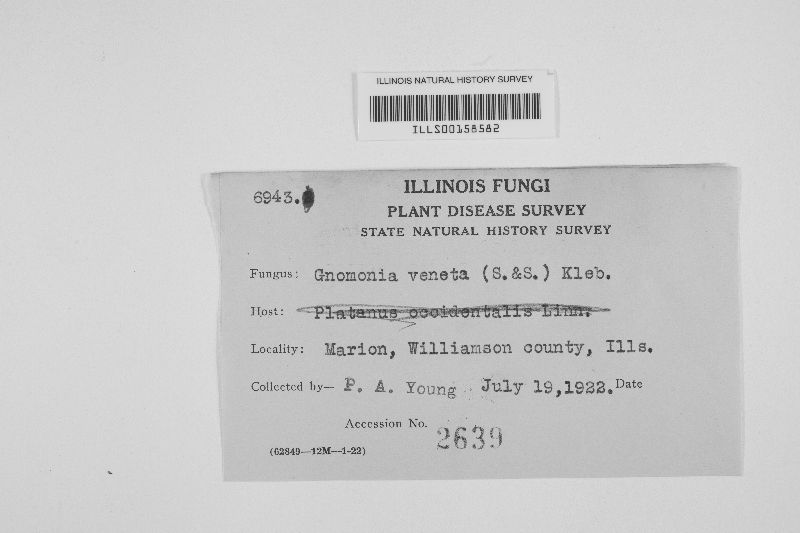 ILLINOIS NATURAL HISTORY SURVEY
ILLS00158582
6943.
ILLINOIS FUNGI
PLANT DISEASE SURVEY
STATE NATURAL HISTORY SURVEY
Fungus: Gnomonia veneta (S.&S.) Kleb.
Host: Platanus occidentalis Linn.
Locality: Marion, Williamson county, Ills.
Collected by— P. A. Young July 19,1922. Date
Accession No. 2639
(62849—12M—1-22)